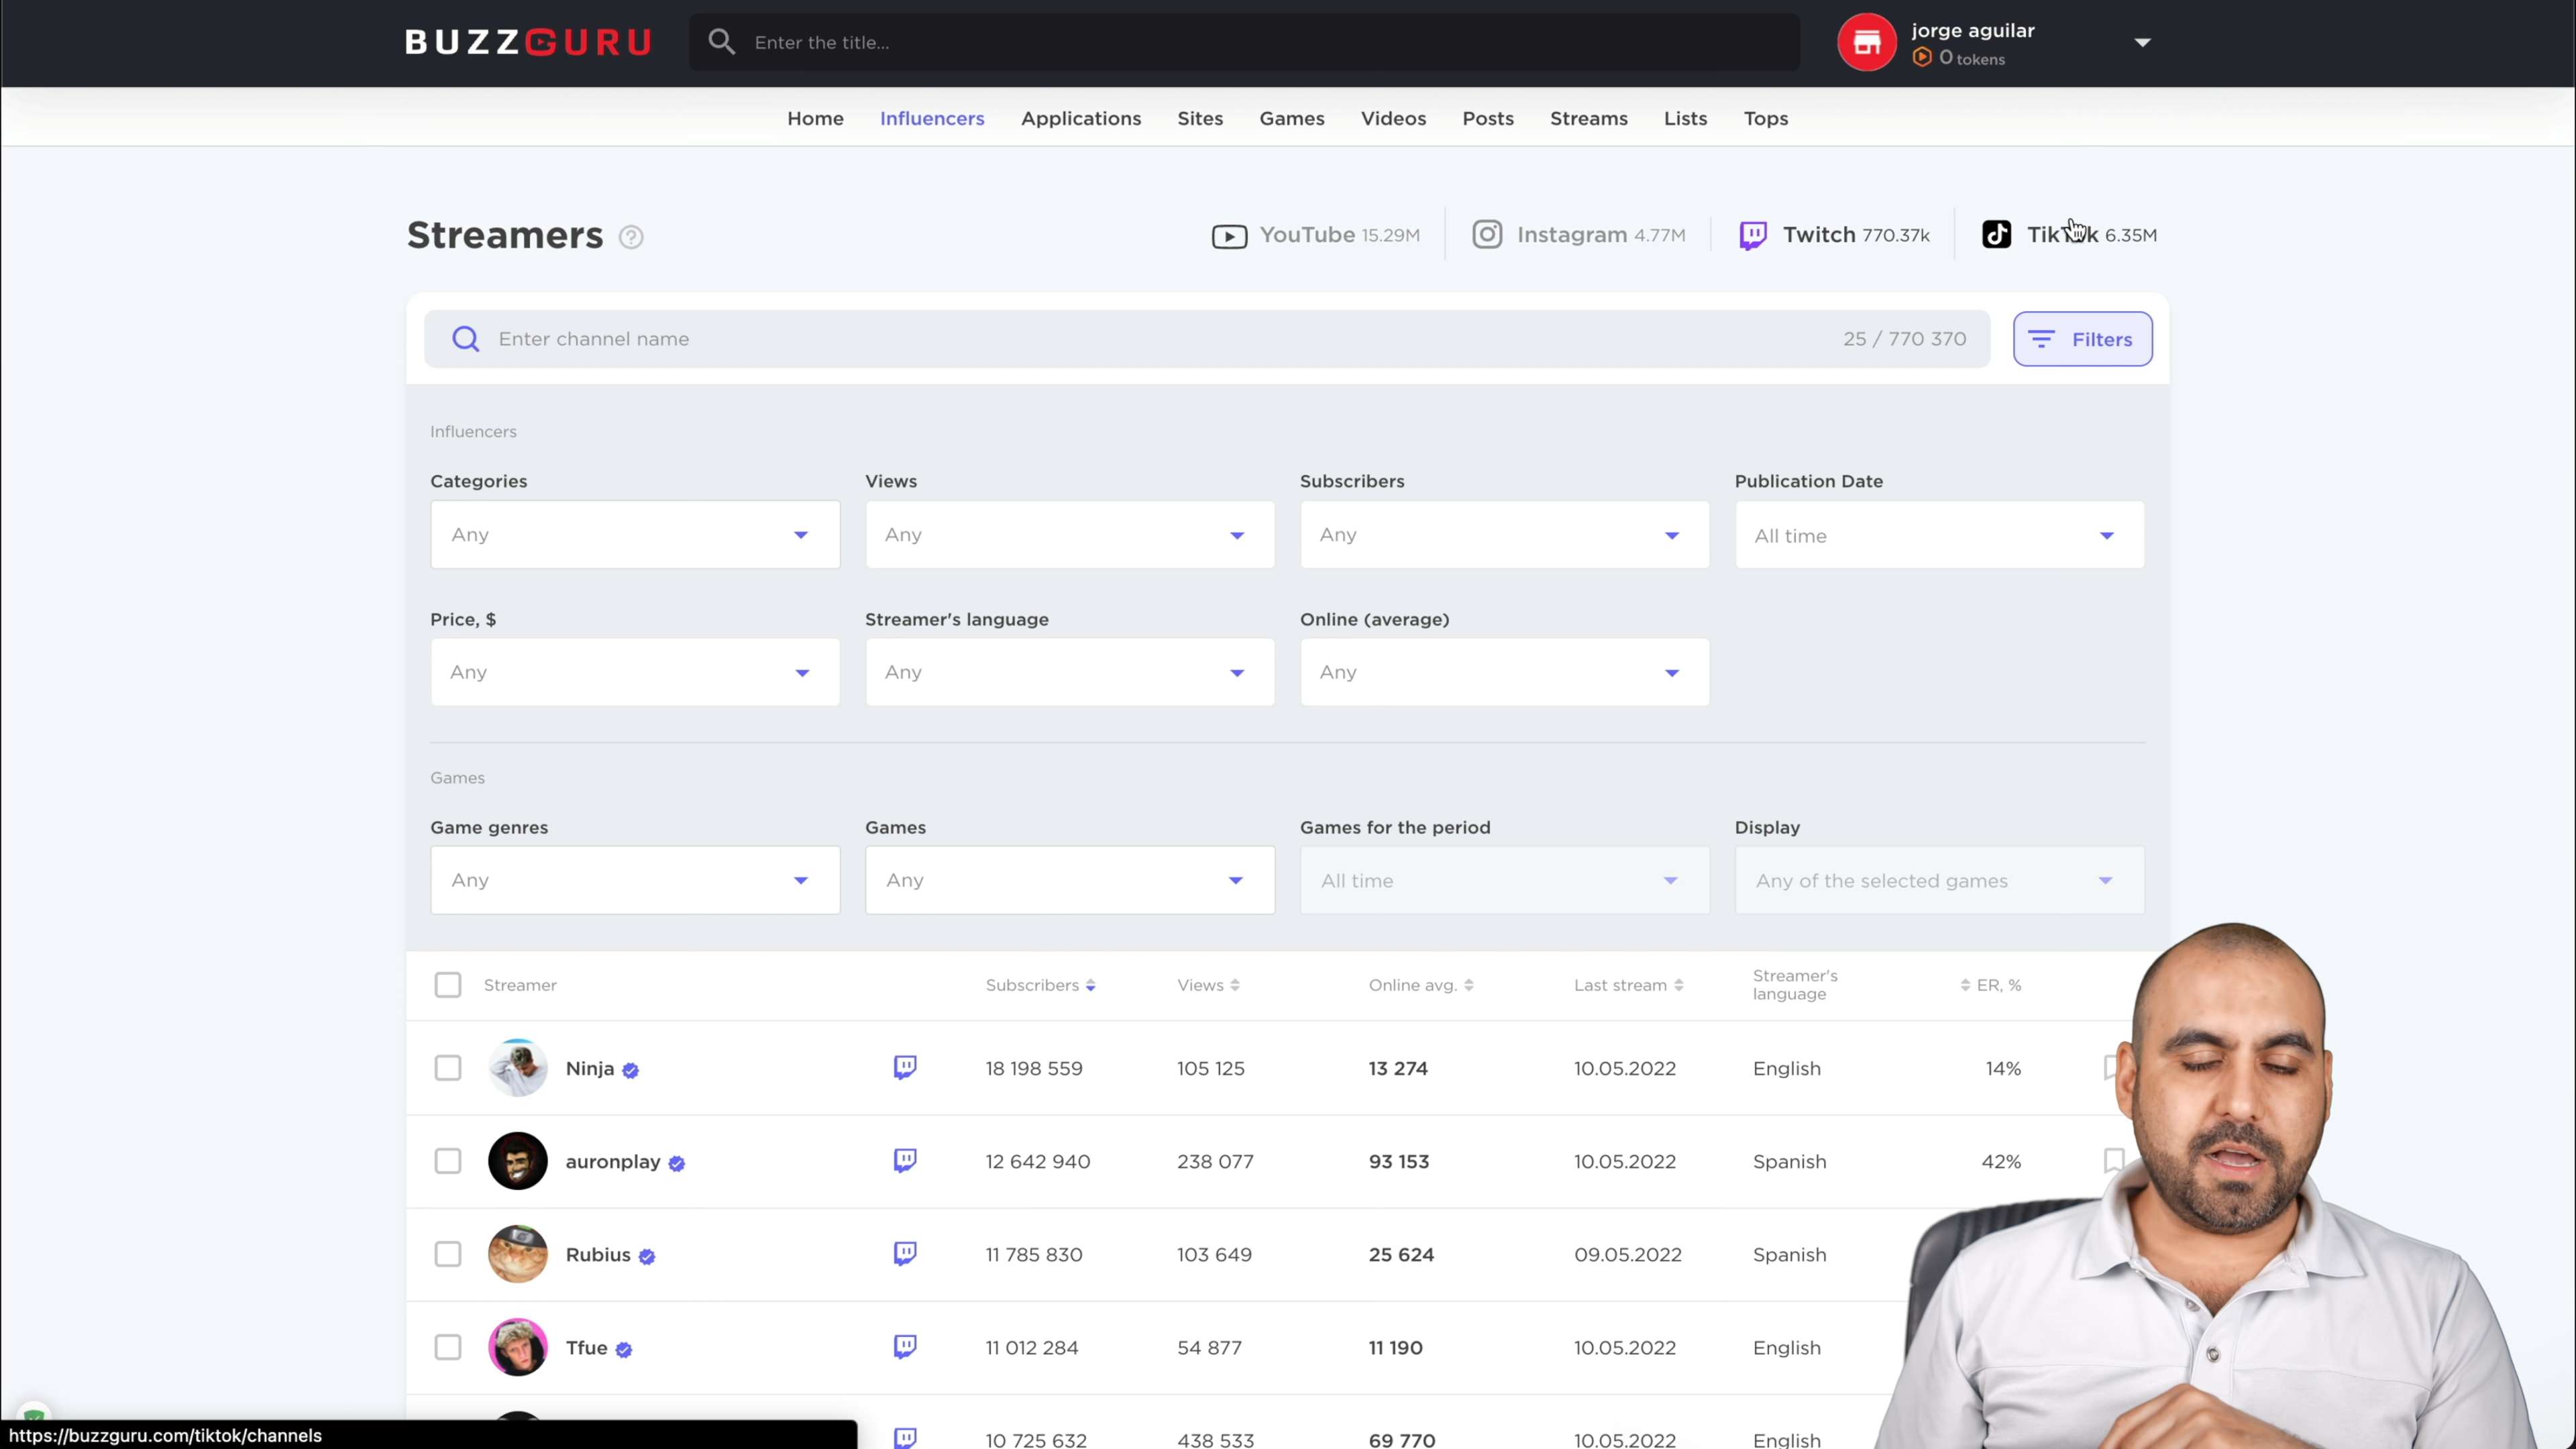 BUZZGURU
Enter the title...
jorge aguilar
0 tokens
Home Influencers Applications Sites Games Videos Posts Streams Lists Tops
Streamers ?
YouTube 15.29M Instagram 4.77M Twitch 770.37k TikTok 6.35M
Enter channel name 25 / 770 370 Filters
Influencers
Categories Views Subscribers Publication Date
Any Any Any All time
Price, $ Streamer's language Online (average)
Any Any Any
Games
Game genres Games Games for the period Display
Any Any All time Any of the selected games
Streamer Subscribers Views Online avg. Last stream Streamer's language ER, %
Ninja 18 198 559 105 125 13 274 10.05.2022 English 14%
auronplay 12 642 940 238 077 93 153 10.05.2022 Spanish 42%
Rubius 11 785 830 103 649 25 624 09.05.2022 Spanish
Tfue 11 012 284 54 877 11 190 10.05.2022 English
10 725 632 438 533 69 770 10.05.2022 English
https://buzzguru.com/tiktok/channels